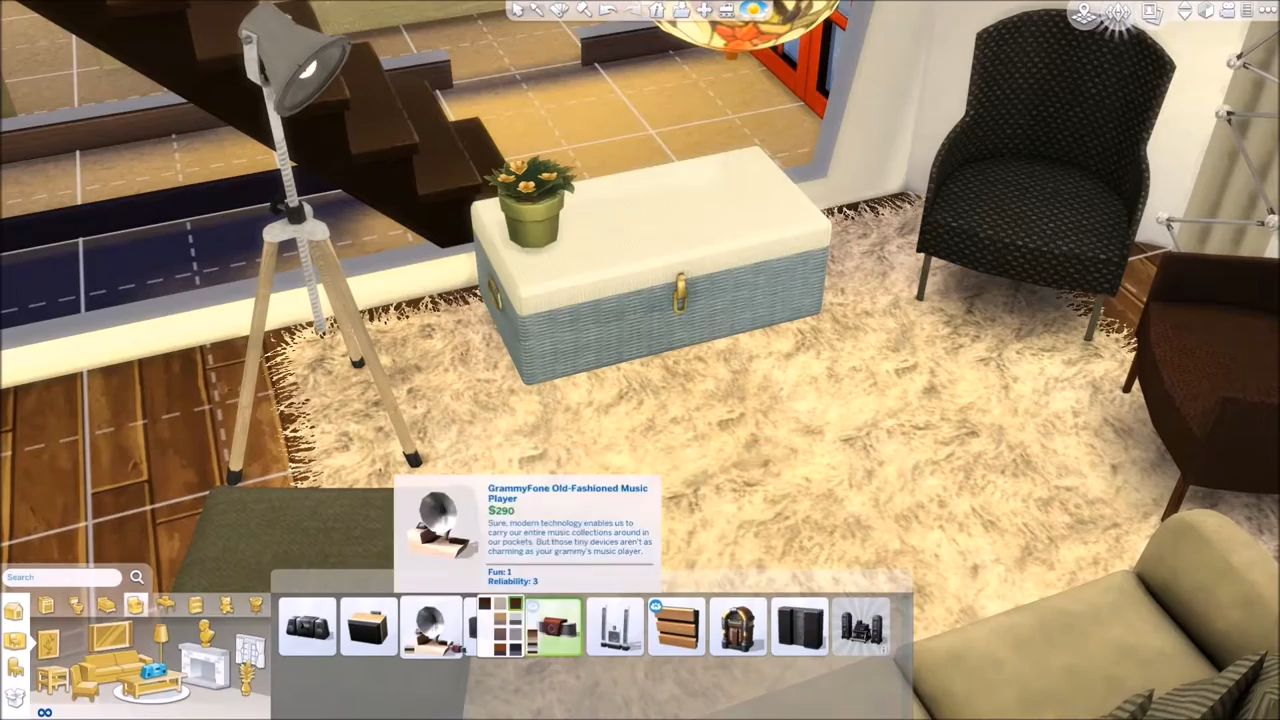 GrammyFone Old-Fashioned Music
Player
§290
Sure, modern technology enables us to
carry our entire music collections around in
our pockets. But those tiny devices aren't as
charming as your grammy's music player.
Fun: 1
Reliability: 3
Search